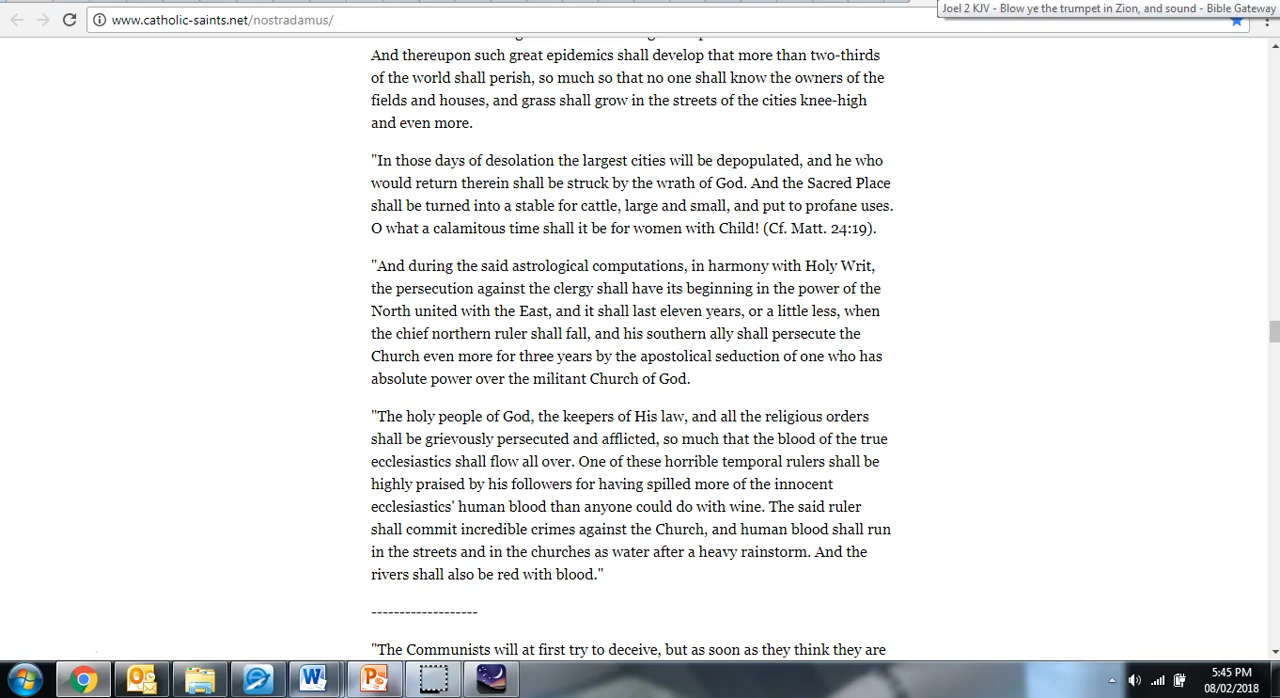 Joel 2 KJV - Blow ye the trumpet in Zion, and sound - Bible Gateway
www.catholic-saints.net/nostradamus/
And thereupon such great epidemics shall develop that more than two-thirds
of the world shall perish, so much so that no one shall know the owners of the
fields and houses, and grass shall grow in the streets of the cities knee-high
and even more.
"In those days of desolation the largest cities will be depopulated, and he who
would return therein shall be struck by the wrath of God. And the Sacred Place
shall be turned into a stable for cattle, large and small, and put to profane uses.
O what a calamitous time shall it be for women with Child! (Cf. Matt. 24:19).
"And during the said astrological computations, in harmony with Holy Writ,
the persecution against the clergy shall have its beginning in the power of the
North united with the East, and it shall last eleven years, or a little less, when
the chief northern ruler shall fall, and his southern ally shall persecute the
Church even more for three years by the apostolical seduction of one who has
absolute power over the militant Church of God.
"The holy people of God, the keepers of His law, and all the religious orders
shall be grievously persecuted and afflicted, so much that the blood of the true
ecclesiastics shall flow all over. One of these horrible temporal rulers shall be
highly praised by his followers for having spilled more of the innocent
ecclesiastics' human blood than anyone could do with wine. The said ruler
shall commit incredible crimes against the Church, and human blood shall run
in the streets and in the churches as water after a heavy rainstorm. And the
rivers shall also be red with blood."
-------------------
"The Communists will at first try to deceive, but as soon as they think they are
5:45 PM
08/02/2018